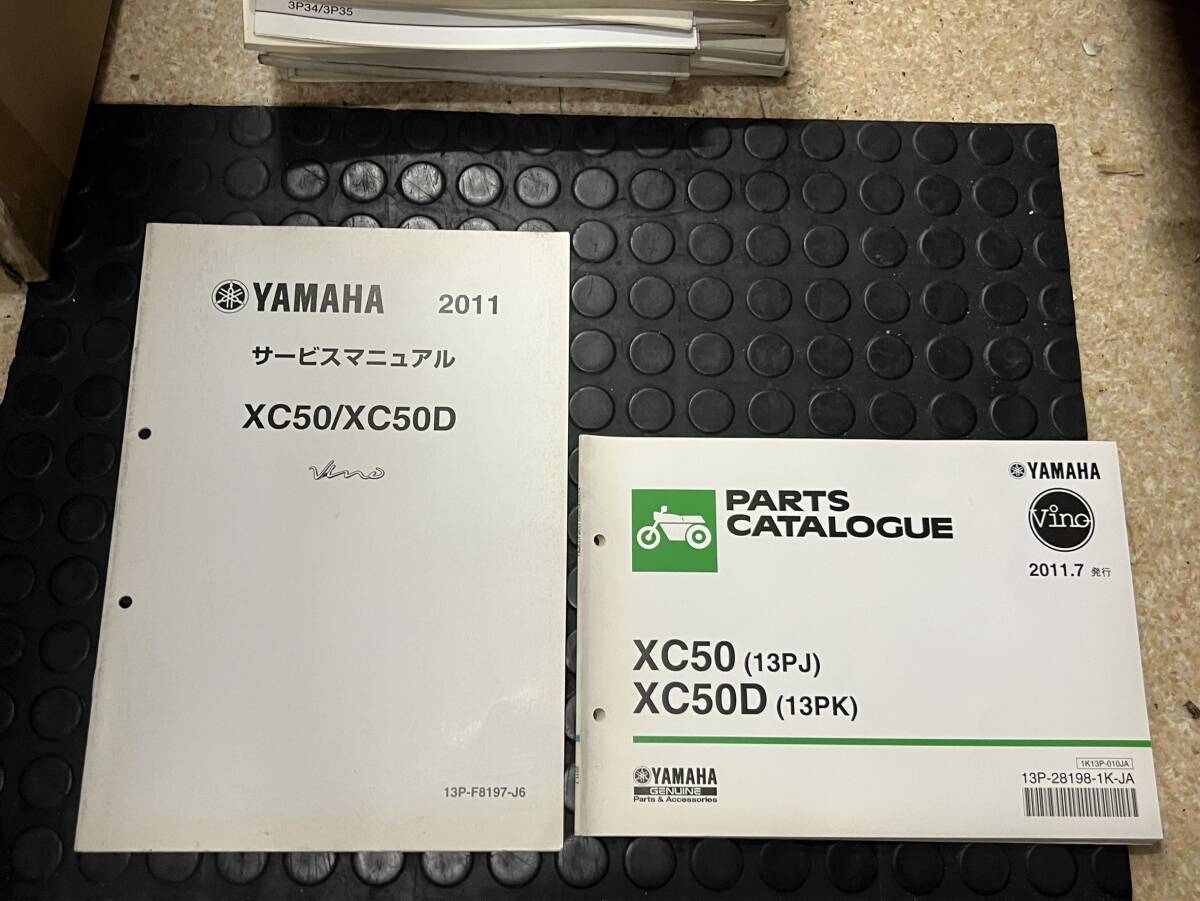 3P34/3P35
YAMAHA 2011
サービスマニュアル
XC50/XC50D
Vino
13P-F8197-J6
YAMAHA
PARTS
CATALOGUE
Vino
2011.7 発行
XC50 (13PJ)
XC50D (13PK)
YAMAHA
GENUINE
Parts & Accessories
1K13P-010JA
13P-28198-1K-JA